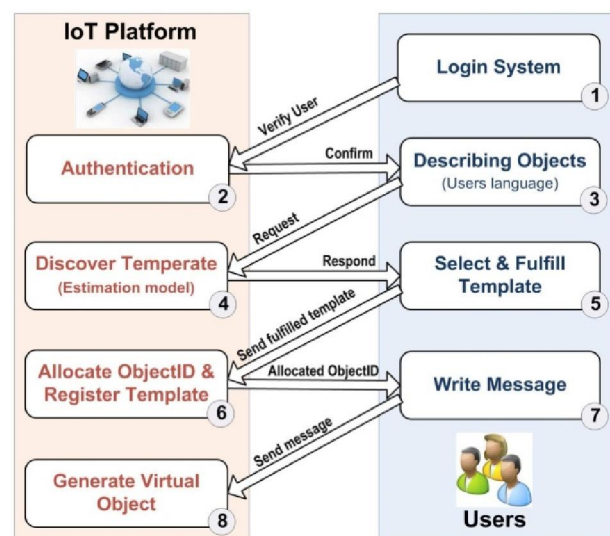 IoT Platform
Login System
1
Verify User
Authentication
2
Confirm
Describing Objects
(Users language)
3
Request
Discover Temperate
(Estimation model)
4
Respond
Select & Fulfill
Template
5
Send fulfilled template
Allocate ObjectID &
Register Template
6
Allocated ObjectID
Write Message
7
Send message
Generate Virtual
Object
8
Users